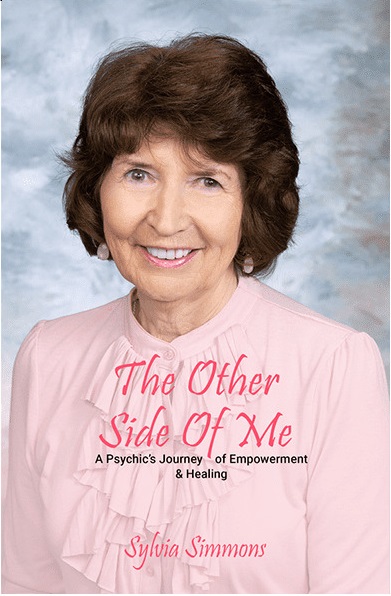 The Other
Side Of Me
A Psychic's Journey of Empowerment
& Healing
Sylvia Simmons